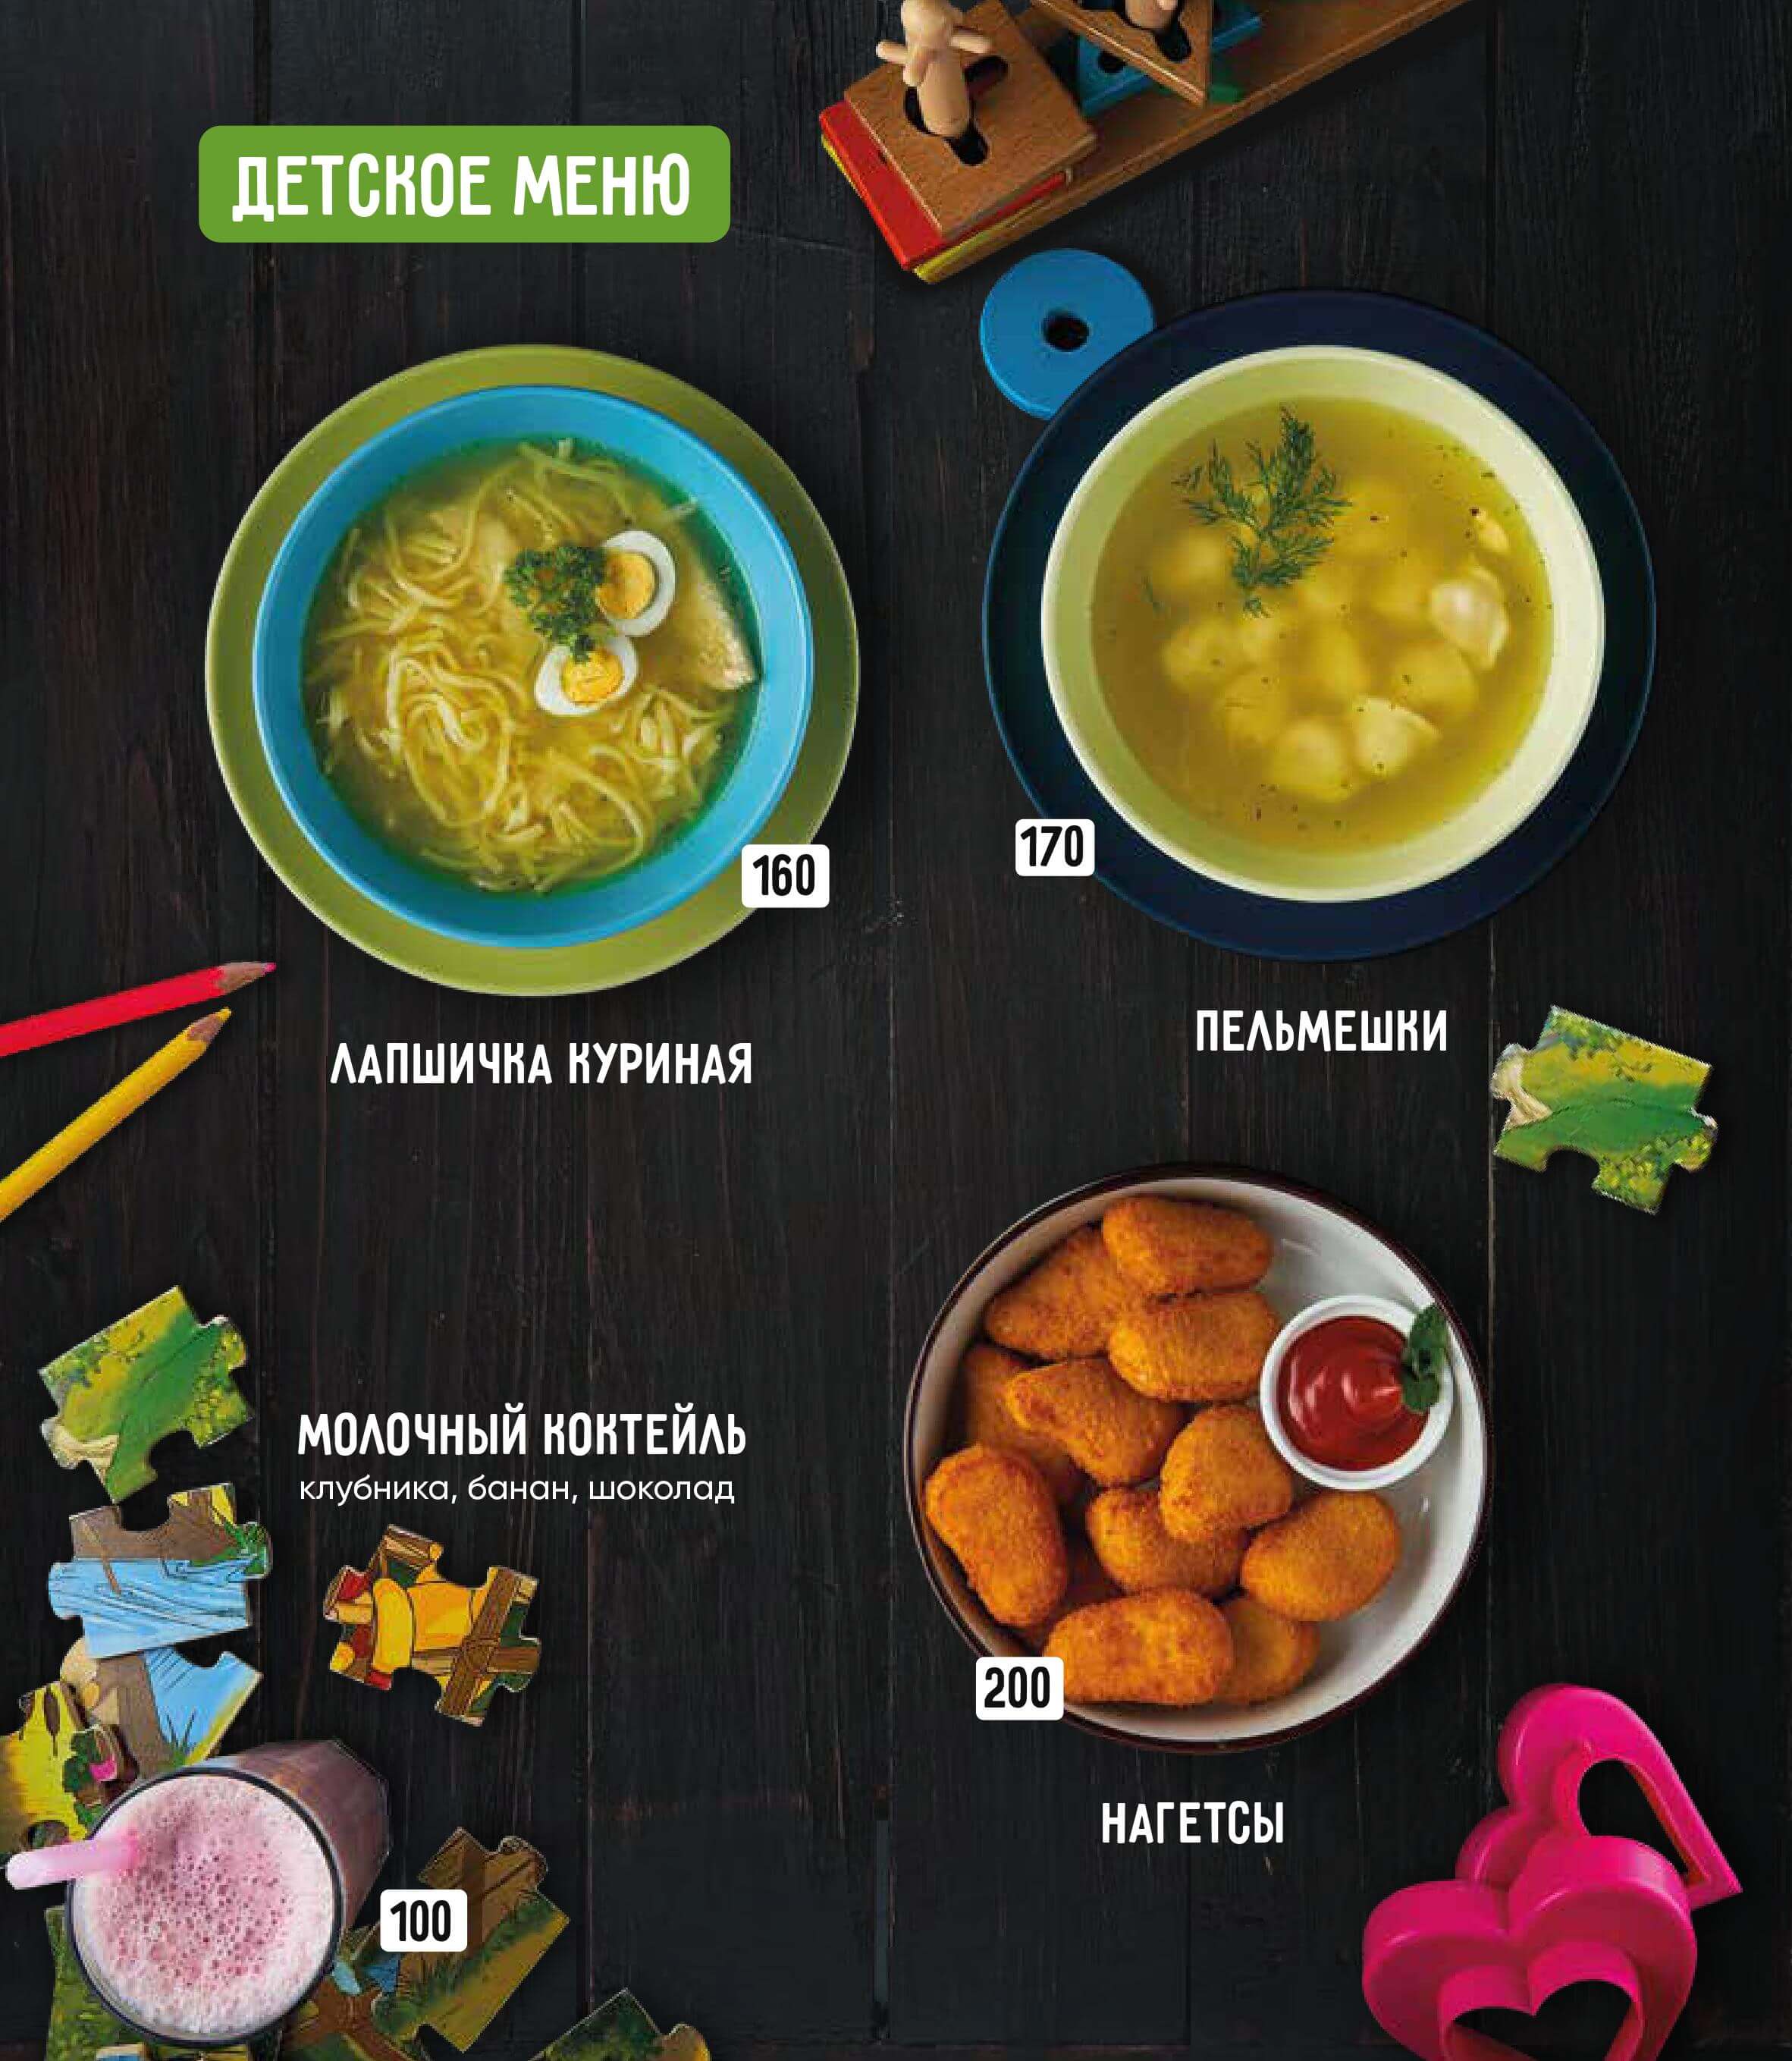 ДЕТСКОЕ МЕНЮ
160
ЛАПШИЧКА КУРИНАЯ
170
ПЕЛЬМЕШКИ
МОЛОЧНЫЙ КОКТЕЙЛЬ
клубника, банан, шоколад
100
200
НАГЕТСЫ